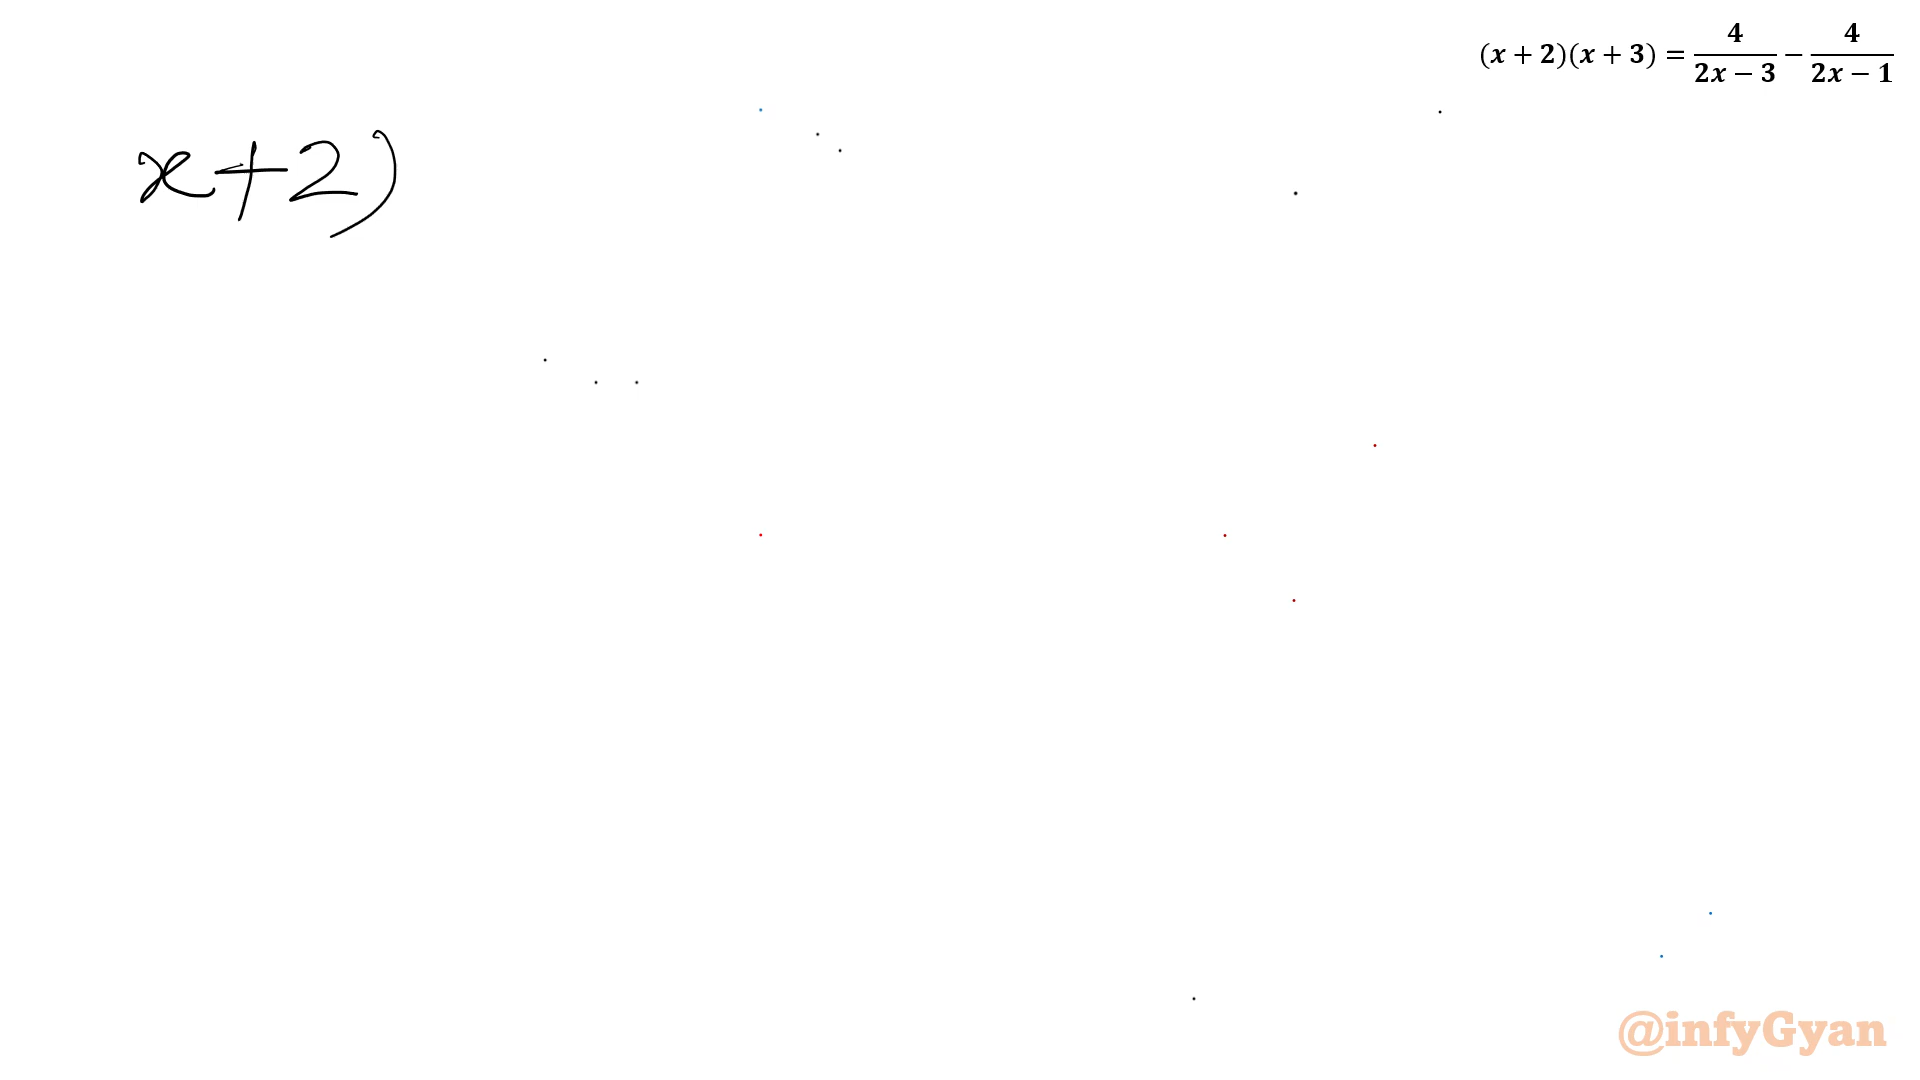 (x + 2)(x + 3) = 4/(2x − 3) − 4/(2x − 1)
x+2)
@infyGyan